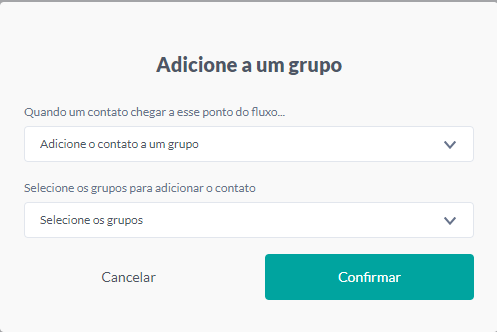 Adicione a um grupo
Quando um contato chegar a esse ponto do fluxo...
Adicione o contato a um grupo
Selecione os grupos para adicionar o contato
Selecione os grupos
Cancelar
Confirmar